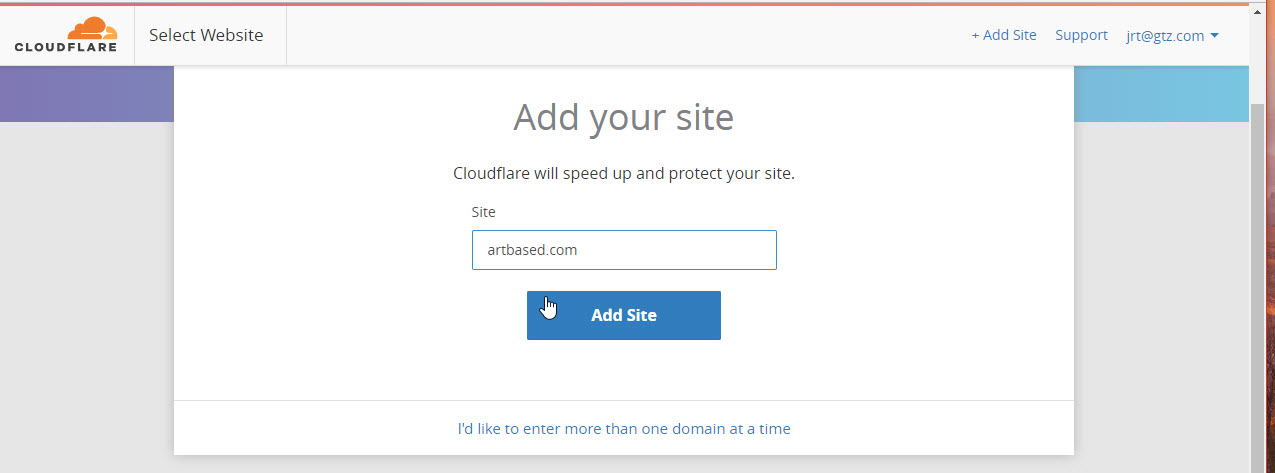 CLOUDFLARE
Select Website
+ Add Site
Support
jrt@gtz.com
Add your site
Cloudflare will speed up and protect your site.
Site
artbased.com
Add Site
I'd like to enter more than one domain at a time